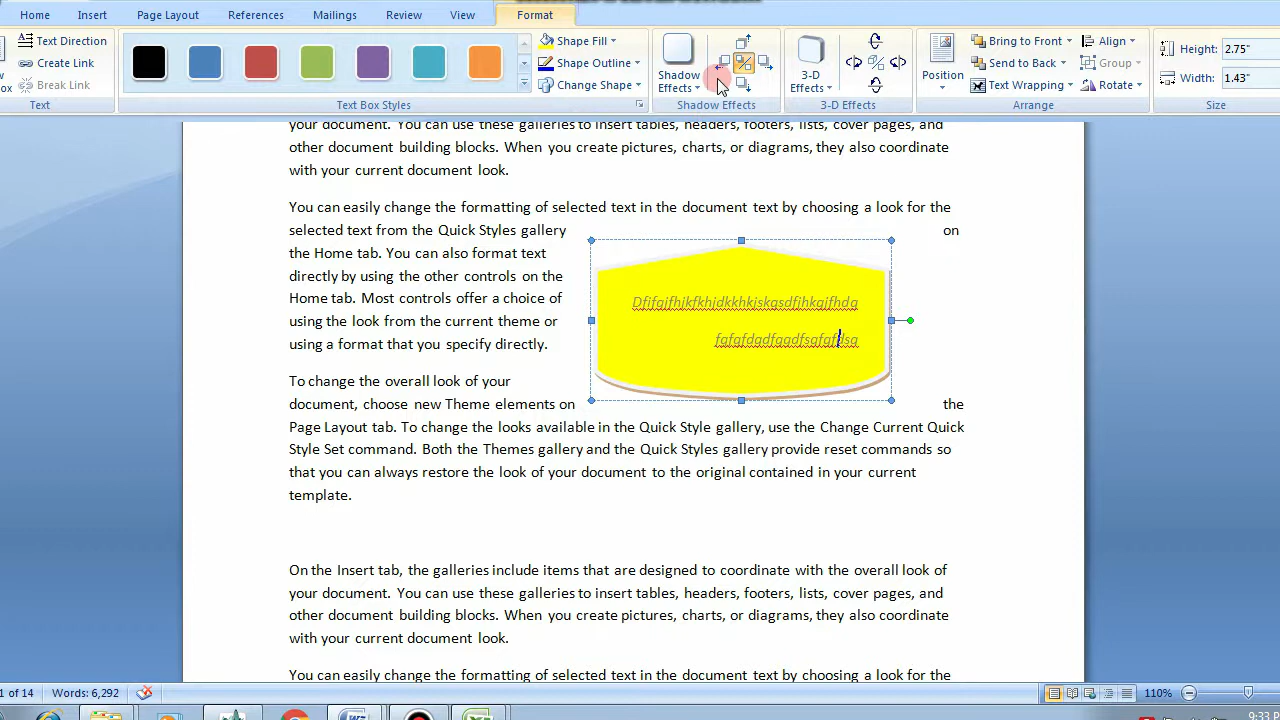 Home Insert Page Layout References Mailings Review View Format
Text Direction
Create Link
Break Link
Text
Text Box Styles
Shape Fill
Shape Outline
Change Shape
Shadow Effects
Shadow Effects
3-D Effects
3-D Effects
Position
Bring to Front
Send to Back
Text Wrapping
Align
Group
Rotate
Arrange
Height: 2.75"
Width: 1.43"
Size
your document. You can use these galleries to insert tables, headers, footers, lists, cover pages, and
other document building blocks. When you create pictures, charts, or diagrams, they also coordinate
with your current document look.
You can easily change the formatting of selected text in the document text by choosing a look for the
selected text from the Quick Styles gallery on
the Home tab. You can also format text
directly by using the other controls on the
Home tab. Most controls offer a choice of
using the look from the current theme or
using a format that you specify directly.
To change the overall look of your
document, choose new Theme elements on the
Page Layout tab. To change the looks available in the Quick Style gallery, use the Change Current Quick
Style Set command. Both the Themes gallery and the Quick Styles gallery provide reset commands so
that you can always restore the look of your document to the original contained in your current
template.
On the Insert tab, the galleries include items that are designed to coordinate with the overall look of
your document. You can use these galleries to insert tables, headers, footers, lists, cover pages, and
other document building blocks. When you create pictures, charts, or diagrams, they also coordinate
with your current document look.
You can easily change the formatting of selected text in the document text by choosing a look for the
1 of 14 Words: 6,292 110%